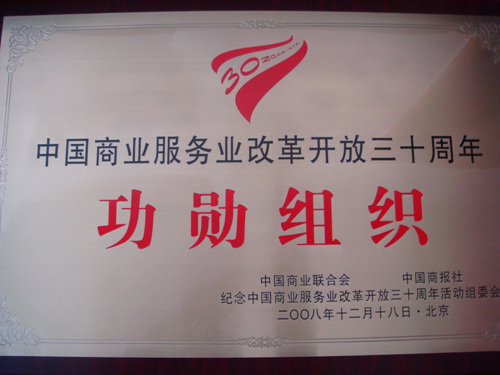 30
中国商业服务业改革开放三十周年
功勋组织
中国商业联合会 中国商报社
纪念中国商业服务业改革开放三十周年活动组委会
二〇〇八年十二月十八日·北京